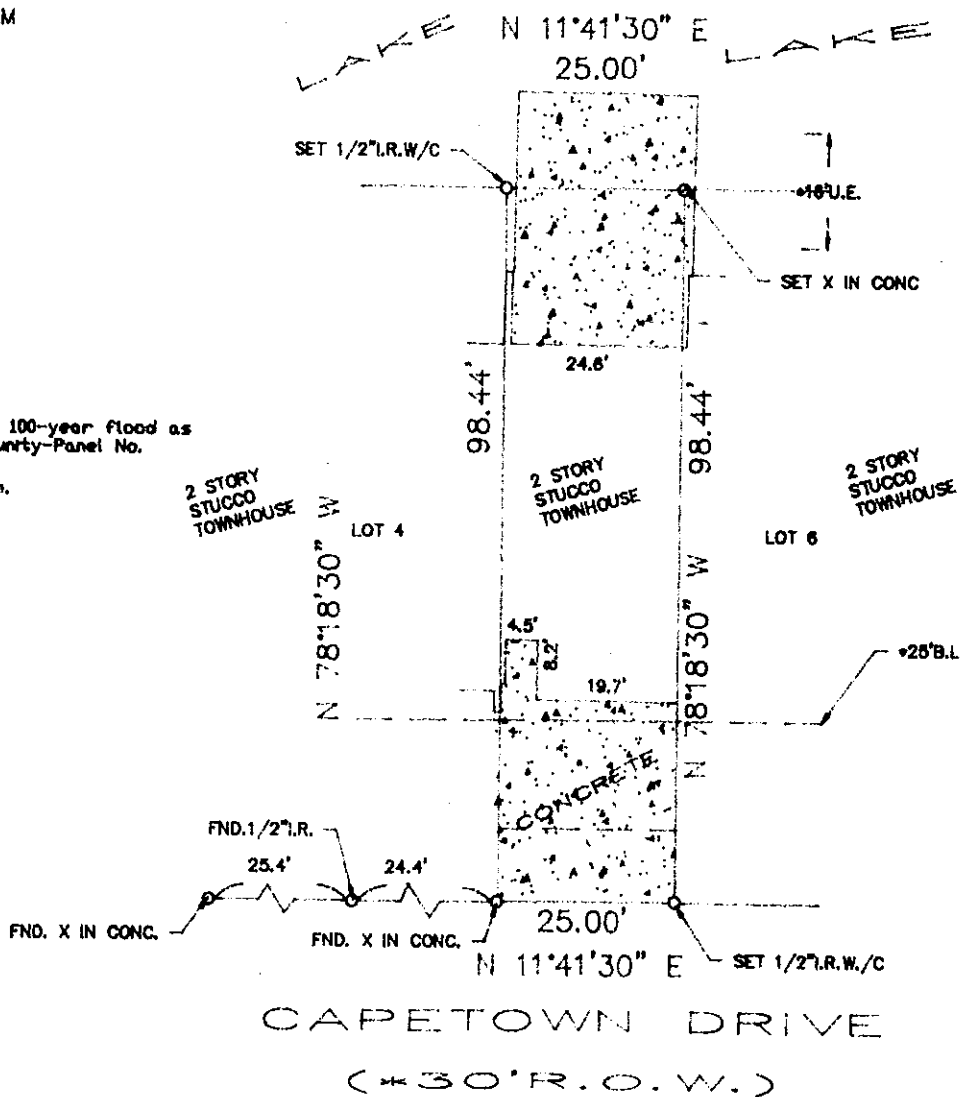 M
LAKE
N 11°41'30" E
LAKE
25.00'
SET 1/2"I.R.W/C
*16'U.E.
SET X IN CONC
24.6'
98.44'
98.44'
100-year flood as
unity-Panel No.
2 STORY
STUCCO
TOWNHOUSE
2 STORY
STUCCO
TOWNHOUSE
2 STORY
STUCCO
TOWNHOUSE
N 78°18'30" W
LOT 4
LOT 6
N 78°18'30" W
4.5'
8.2'
19.7'
*25'B.L
CONCRETE
FND.1/2"I.R.
25.4'
24.4'
FND. X IN CONC.
FND. X IN CONC.
25.00'
N 11°41'30" E
SET 1/2"I.R.W./C
CAPETOWN DRIVE
(*30'R.O.W.)